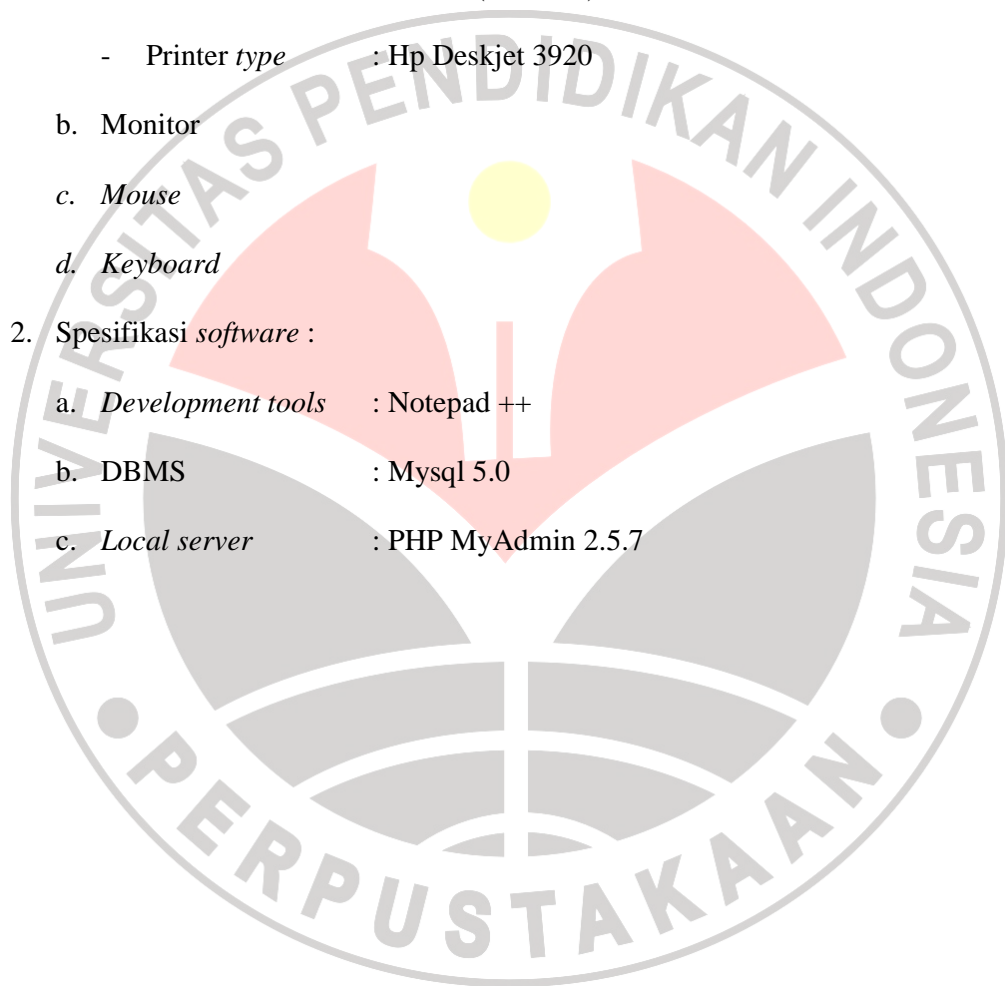 - Printer type : Hp Deskjet 3920
b. Monitor
c. Mouse
d. Keyboard
2. Spesifikasi software :
a. Development tools : Notepad ++
b. DBMS : Mysql 5.0
c. Local server : PHP MyAdmin 2.5.7
UNIVERSITAS PENDIDIKAN INDONESIA
PERPUSTAKAAN